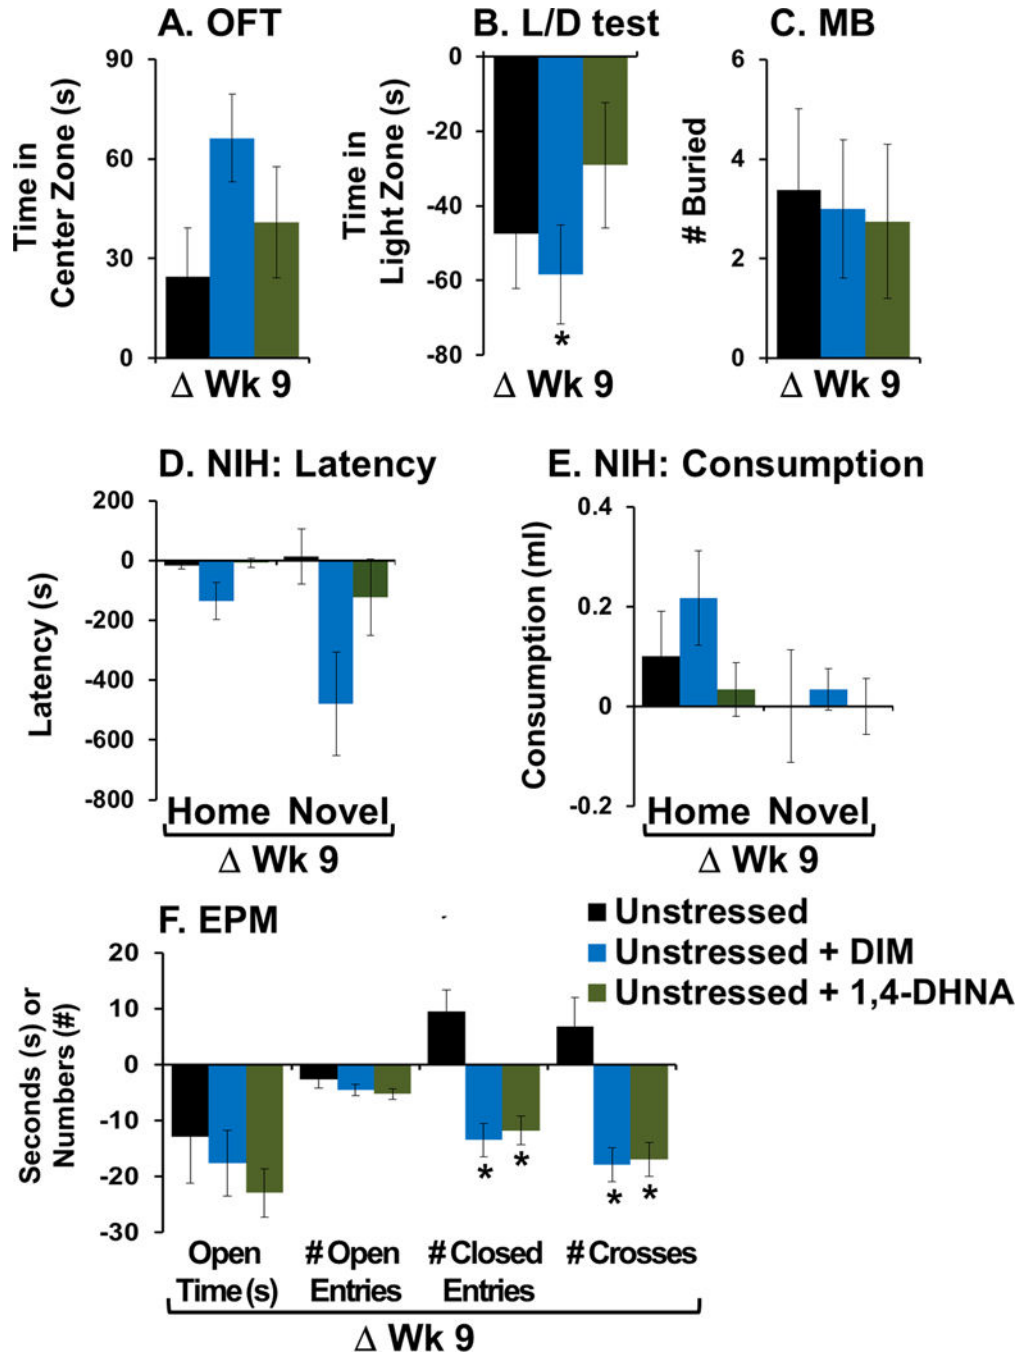 A. OFT
Time in
Center Zone (s)
90
60
30
0
Δ Wk 9
B. L/D test
Time in
Light Zone (s)
0
-20
-40
-60
-80
*
Δ Wk 9
C. MB
# Buried
6
4
2
0
Δ Wk 9
D. NIH: Latency
Latency (s)
200
0
-200
-400
-600
-800
Home Novel
Δ Wk 9
E. NIH: Consumption
Consumption (ml)
0.4
0.2
0
-0.2
Home Novel
Δ Wk 9
F. EPM
Unstressed
Unstressed + DIM
Unstressed + 1,4-DHNA
Seconds (s) or
Numbers (#)
20
10
0
-10
-20
-30
* * * *
Open
Time (s)
# Open
Entries
# Closed
Entries
# Crosses
Δ Wk 9